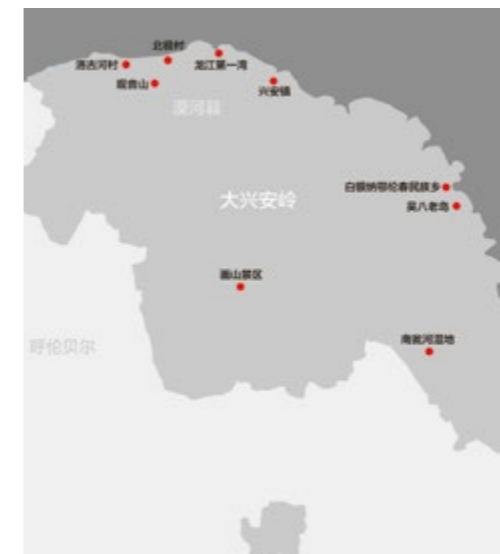 北极村
洛古河村
龙江第一湾
观音山
兴安镇
漠河县
白银纳鄂伦春民族乡
大兴安岭
吴八老岛
画山景区
南瓮河湿地
呼伦贝尔